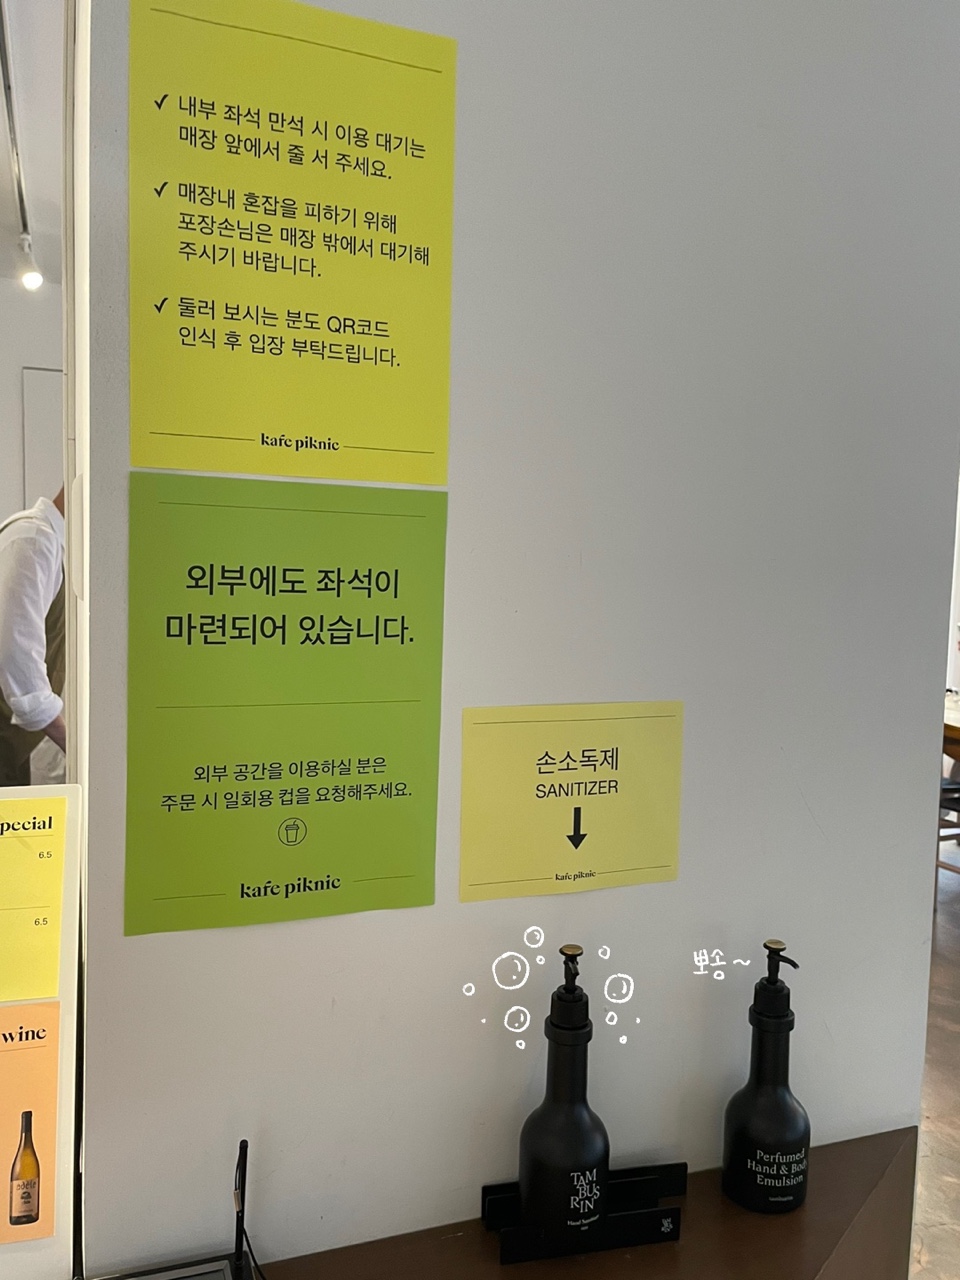 ✓ 내부 좌석 만석 시 이용 대기는
매장 앞에서 줄 서 주세요.
✓ 매장내 혼잡을 피하기 위해
포장손님은 매장 밖에서 대기해
주시기 바랍니다.
✓ 둘러 보시는 분도 QR코드
인식 후 입장 부탁드립니다.
kafe piknic
외부에도 좌석이
마련되어 있습니다.
외부 공간을 이용하실 분은
주문 시 일회용 컵을 요청해주세요.
kafe piknic
손소독제
SANITIZER
kafe piknic
pecial
6.5
6.5
wine
뽀송~
TAM
BUS
RIN
Perfumed
Hand & Body
Emulsion
tamburins